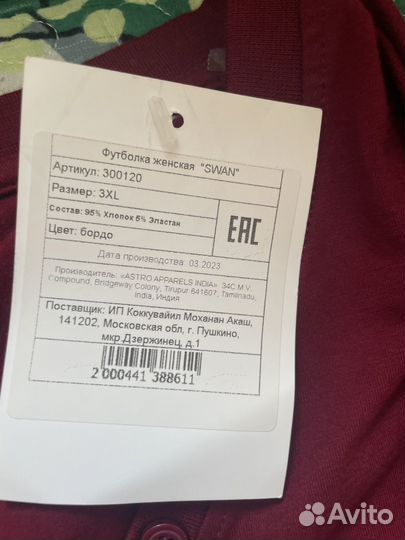 Футболка женская "SWAN"
Артикул: 300120
Размер: 3XL
Состав: 95% Хлопок 5% Эластан
Цвет: бордо
EAC
Дата производства: 03.2023
Производитель: «ASTRO APPARELS INDIA» 34C M.V.
Compound, Bridgeway Colony, Tirupur 641607, Tamilnadu,
India, Индия
Поставщик: ИП Коккувайил Моханан Акаш,
141202, Московская обл, г. Пушкино,
мкр.Дзержинец, д.1
2 000441 388611
Avito